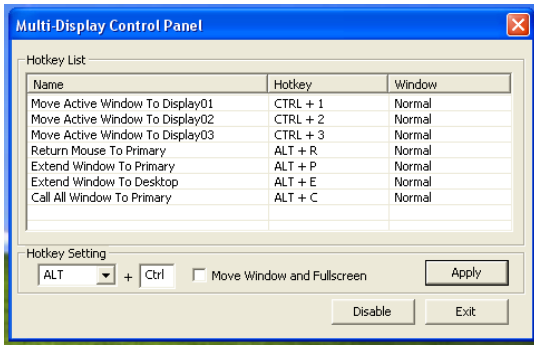 Multi-Display Control Panel
Hotkey List
Name Hotkey Window
Move Active Window To Display01 CTRL + 1 Normal
Move Active Window To Display02 CTRL + 2 Normal
Move Active Window To Display03 CTRL + 3 Normal
Return Mouse To Primary ALT + R Normal
Extend Window To Primary ALT + P Normal
Extend Window To Desktop ALT + E Normal
Call All Window To Primary ALT + C Normal
Hotkey Setting
ALT + Ctrl Move Window and Fullscreen Apply
Disable Exit